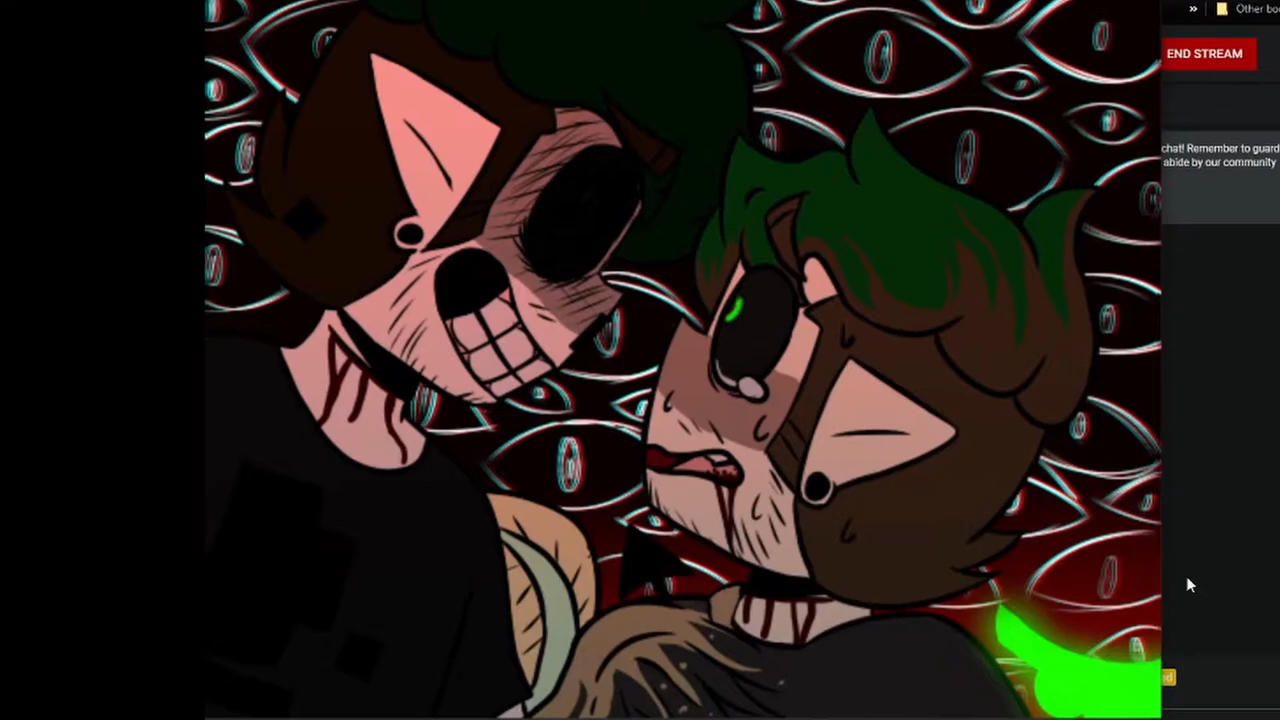 »
Other bo
END STREAM
chat! Remember to guard
abide by our community